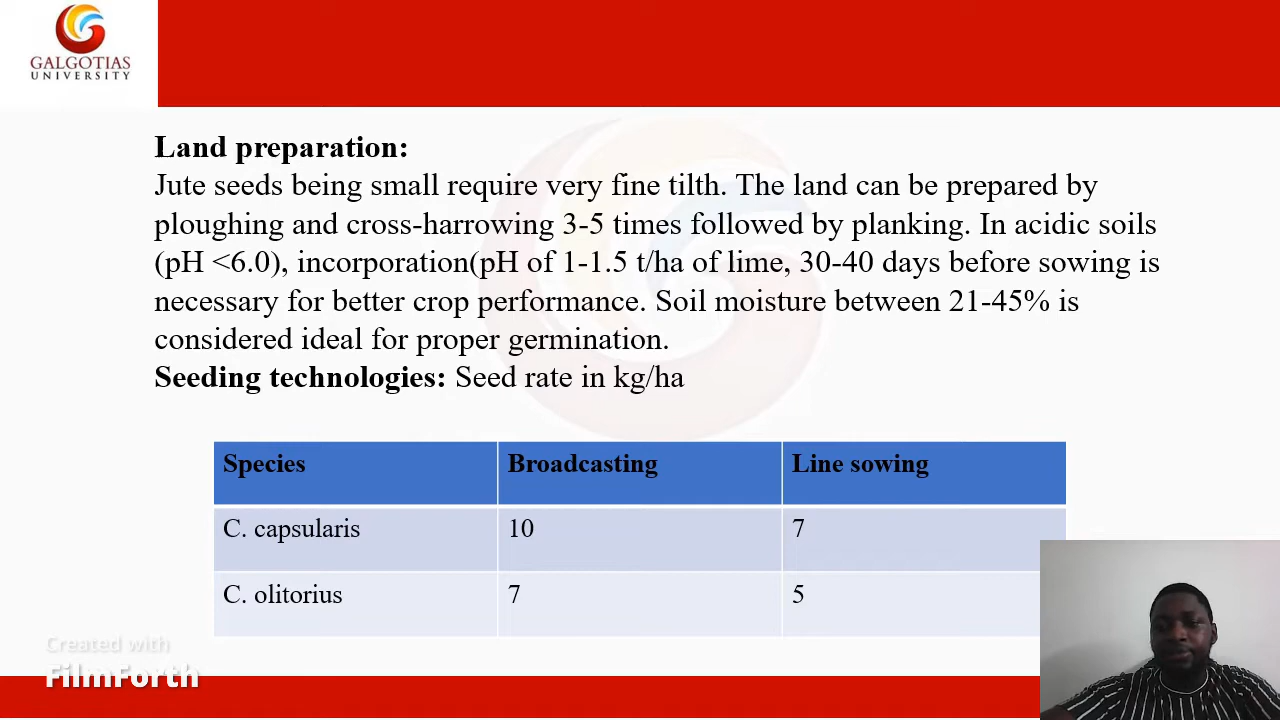 GALGOTIAS
UNIVERSITY
Land preparation:
Jute seeds being small require very fine tilth. The land can be prepared by
ploughing and cross-harrowing 3-5 times followed by planking. In acidic soils
(pH <6.0), incorporation(pH of 1-1.5 t/ha of lime, 30-40 days before sowing is
necessary for better crop performance. Soil moisture between 21-45% is
considered ideal for proper germination.
Seeding technologies: Seed rate in kg/ha
Species Broadcasting Line sowing
C. capsularis 10 7
C. olitorius 7 5
Created with
FilmForth